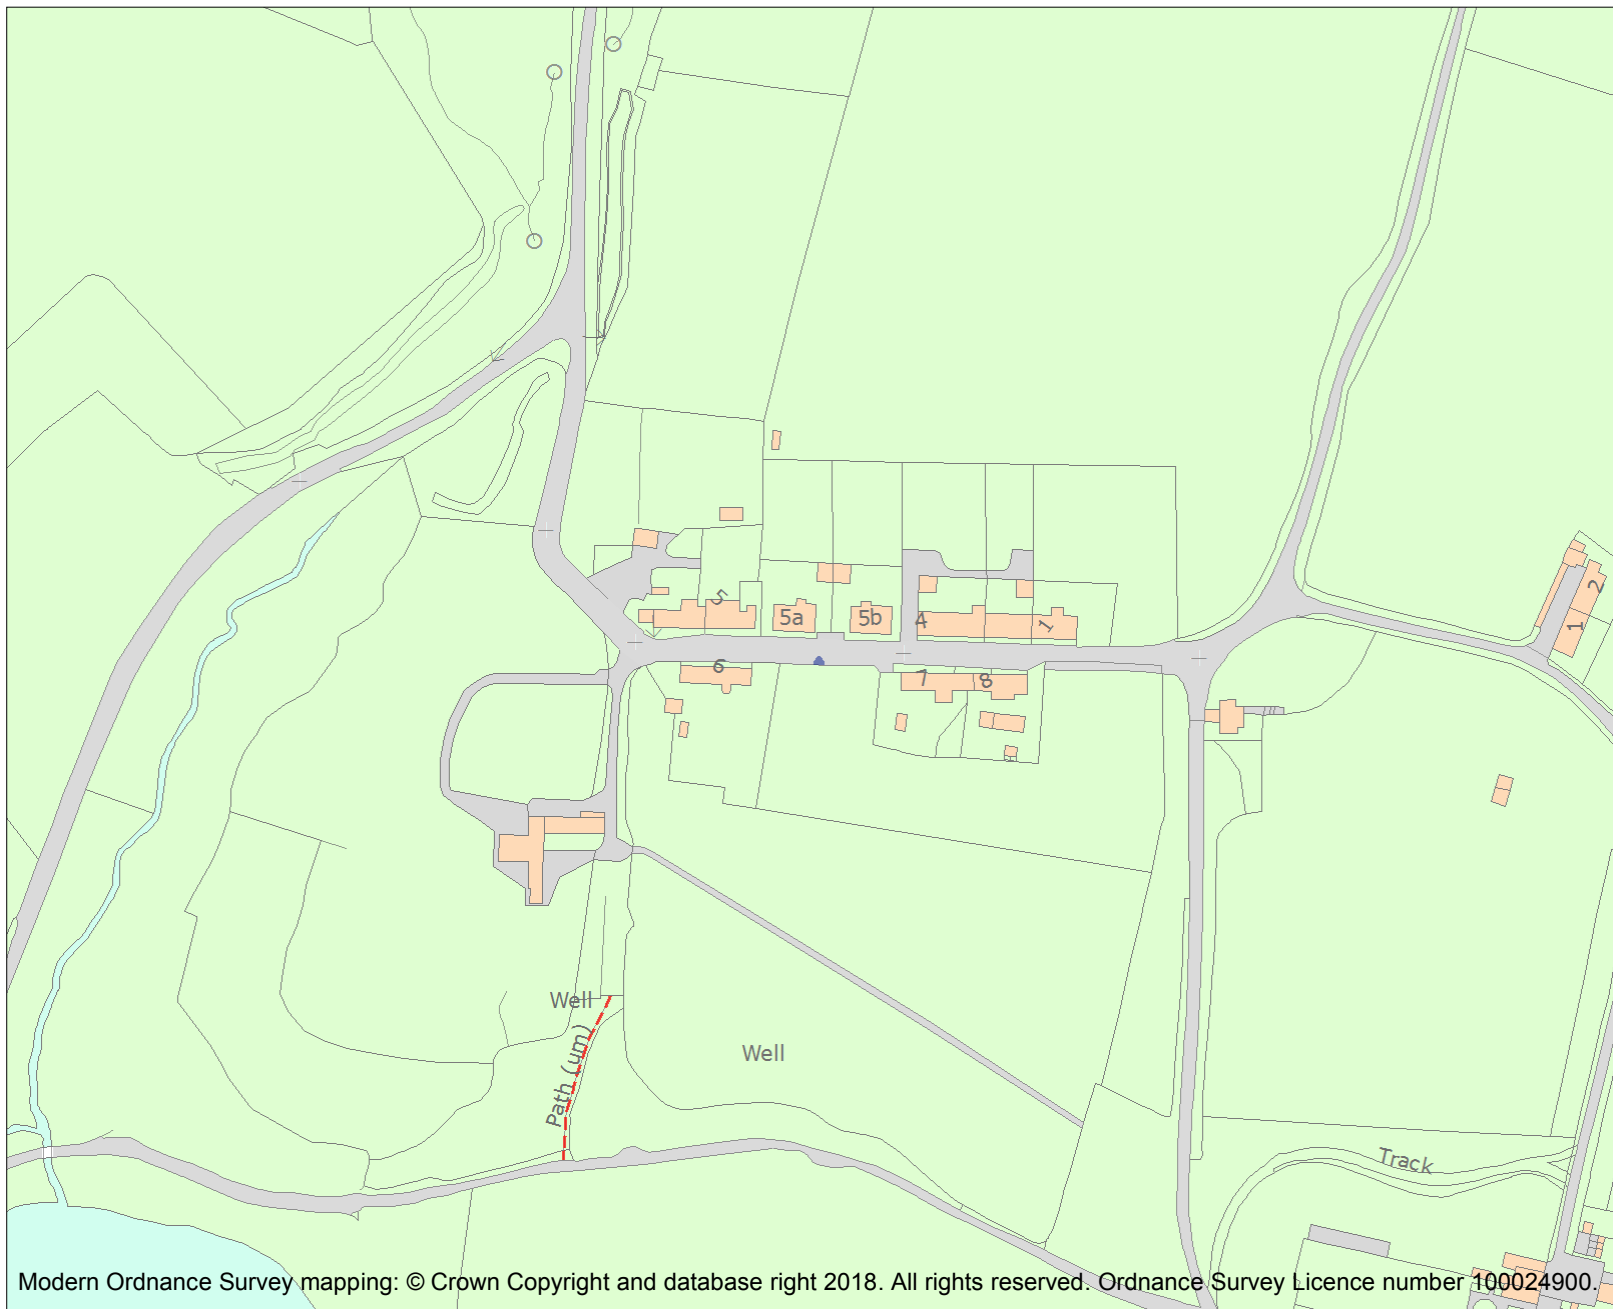 5
5a
5b
4
1
2
1
6
7
8
Well
Path (um)
Well
Track
Modern Ordnance Survey mapping: © Crown Copyright and database right 2018. All rights reserved. Ordnance Survey Licence number 100024900.